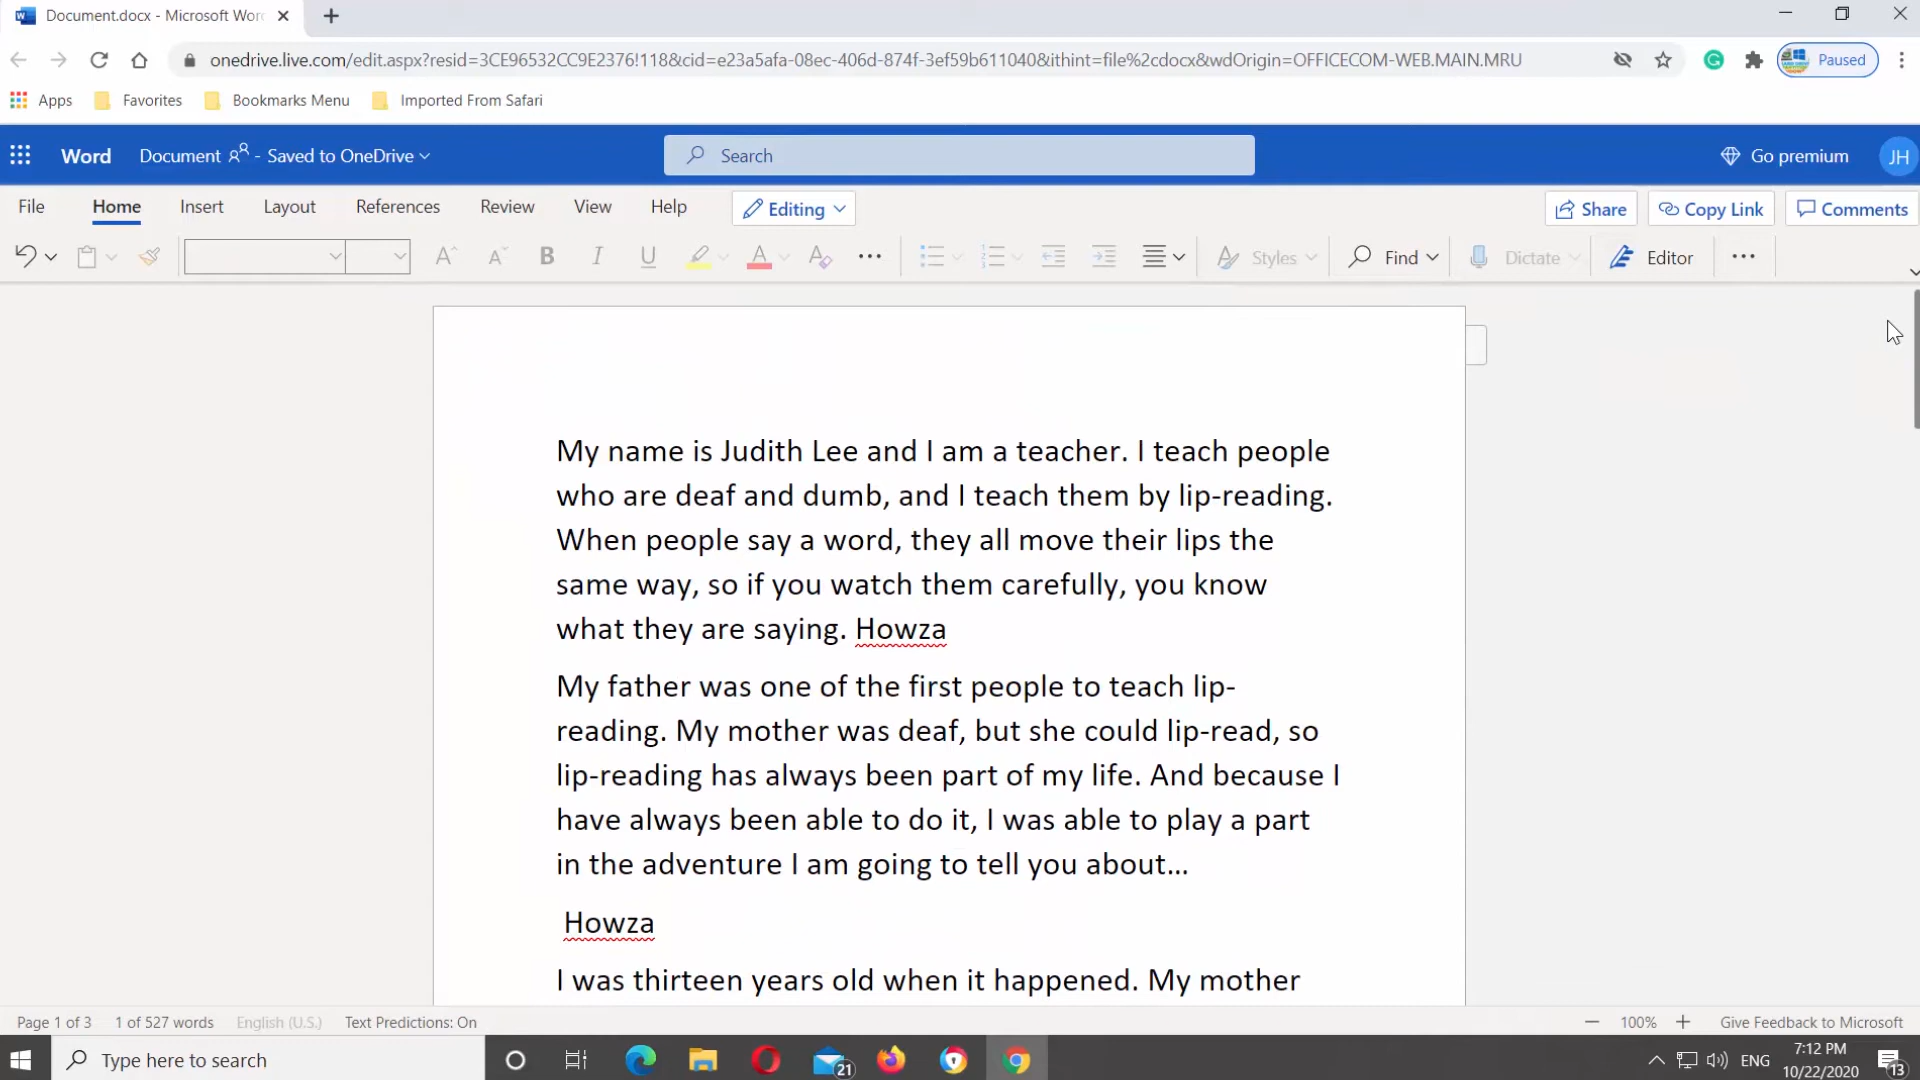 Document.docx - Microsoft Wor
onedrive.live.com/edit.aspx?resid=3CE96532CC9E2376!118&cid=e23a5afa-08ec-406d-874f-3ef59b611040&ithint=file%2cdocx&wdOrigin=OFFICECOM-WEB.MAIN.MRU
Paused
Apps Favorites Bookmarks Menu Imported From Safari
Word Document - Saved to OneDrive Search Go premium JH
File Home Insert Layout References Review View Help Editing Share Copy Link Comments
B I U A Styles Find Dictate Editor
My name is Judith Lee and I am a teacher. I teach people
who are deaf and dumb, and I teach them by lip-reading.
When people say a word, they all move their lips the
same way, so if you watch them carefully, you know
what they are saying. Howza
My father was one of the first people to teach lip-
reading. My mother was deaf, but she could lip-read, so
lip-reading has always been part of my life. And because I
have always been able to do it, I was able to play a part
in the adventure I am going to tell you about...
Howza
I was thirteen years old when it happened. My mother
Page 1 of 3 1 of 527 words English (U.S.) Text Predictions: On 100% Give Feedback to Microsoft
Type here to search 21 ENG 7:12 PM 13
10/22/2020